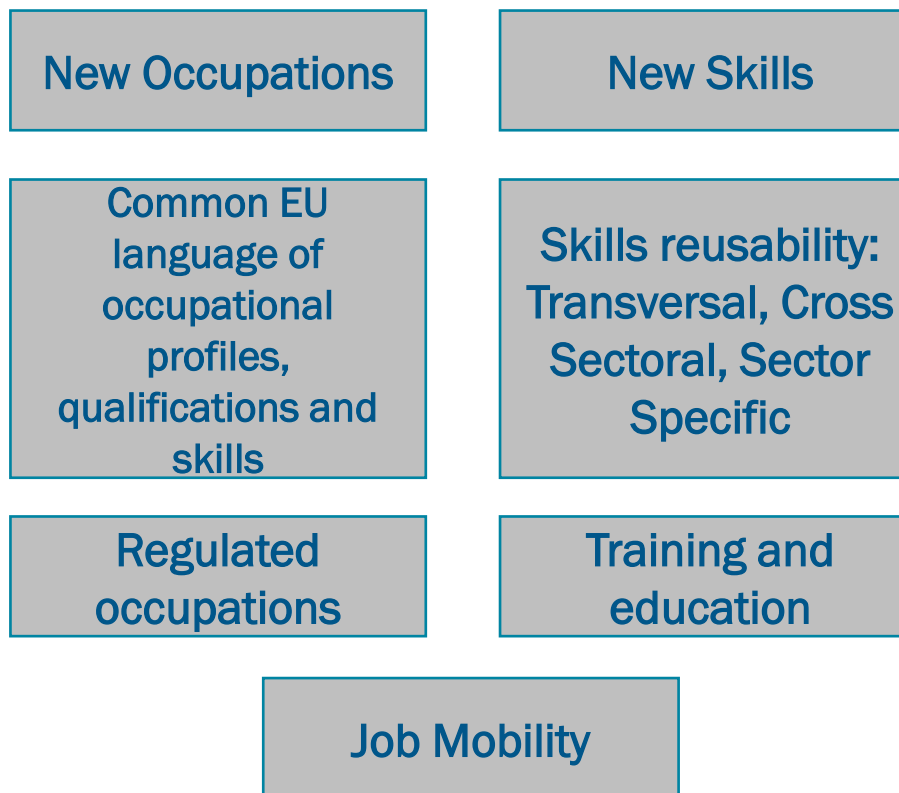 New Occupations
New Skills
Common EU
language of
occupational
profiles,
qualifications and
skills
Skills reusability:
Transversal, Cross
Sectoral, Sector
Specific
Regulated
occupations
Training and
education
Job Mobility